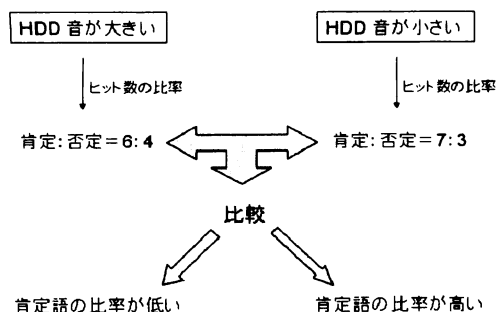 HDD 音が大きい
HDD 音が小さい
ヒット数の比率
ヒット数の比率
肯定:否定=6:4
肯定:否定=7:3
比較
肯定語の比率が低い
肯定語の比率が高い